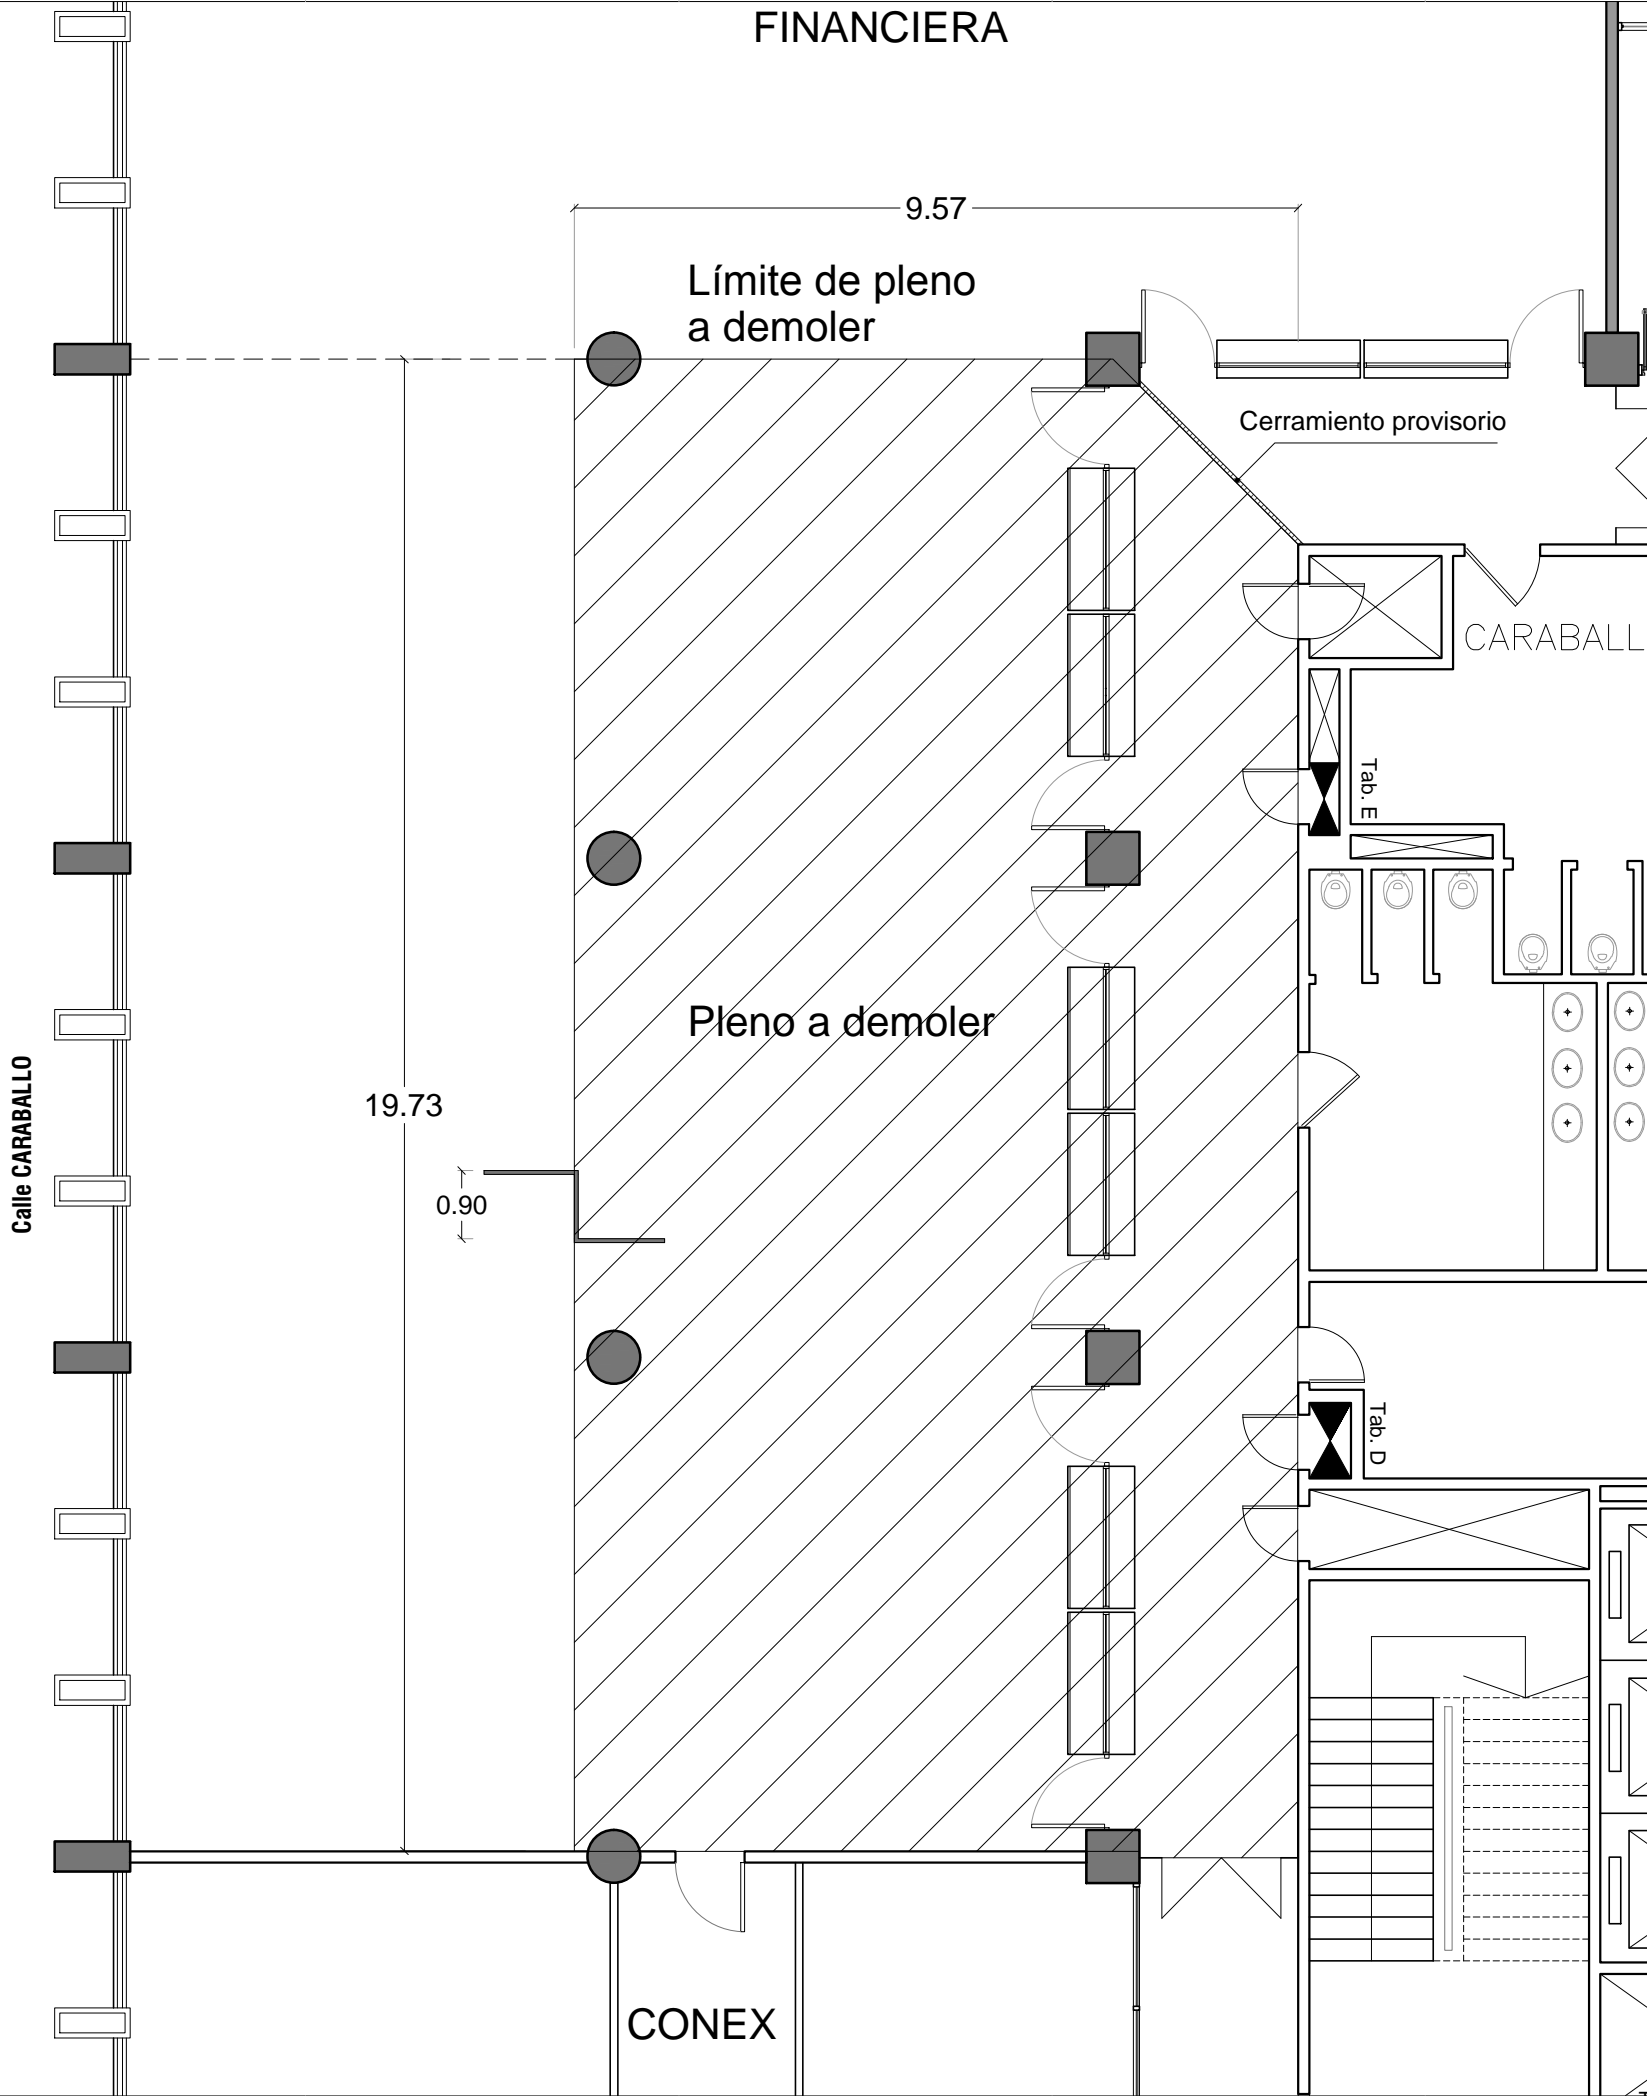 FINANCIERA
9.57
Límite de pleno
a demoler
Cerramiento provisorio
CARABALL
Tab. E
Pleno a demoler
Calle CARABALLO
19.73
0.90
Tab. D
CONEX